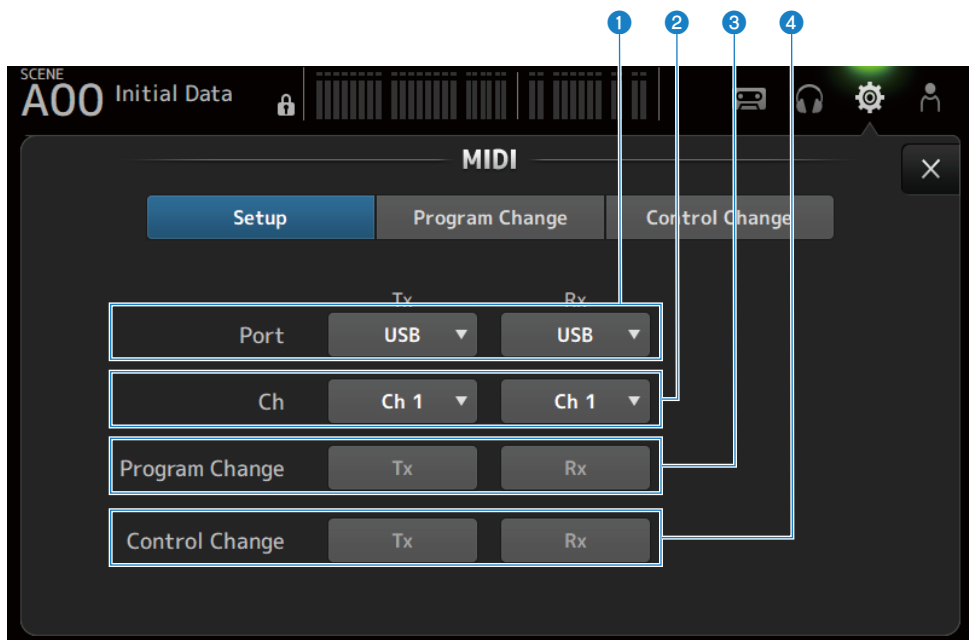 1 2 3 4
SCENE
A00 Initial Data
MIDI
Setup Program Change Control Change
Tx Rx
Port USB USB
Ch Ch 1 Ch 1
Program Change Tx Rx
Control Change Tx Rx